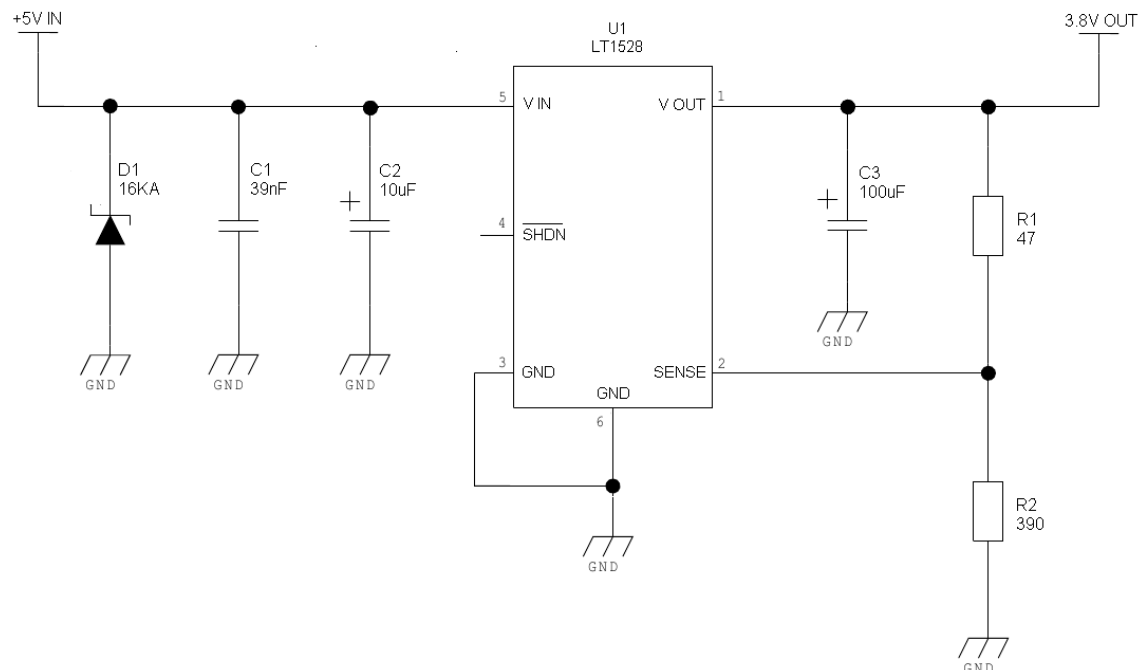 +5V IN
3.8V OUT
U1
LT1528
5
V IN
V OUT
1
D1
16KA
C1
39nF
C2
10uF
C3
100uF
R1
47
4
SHDN
GND
3
GND
SENSE
2
GND
6
GND
GND
GND
R2
390
GND
GND